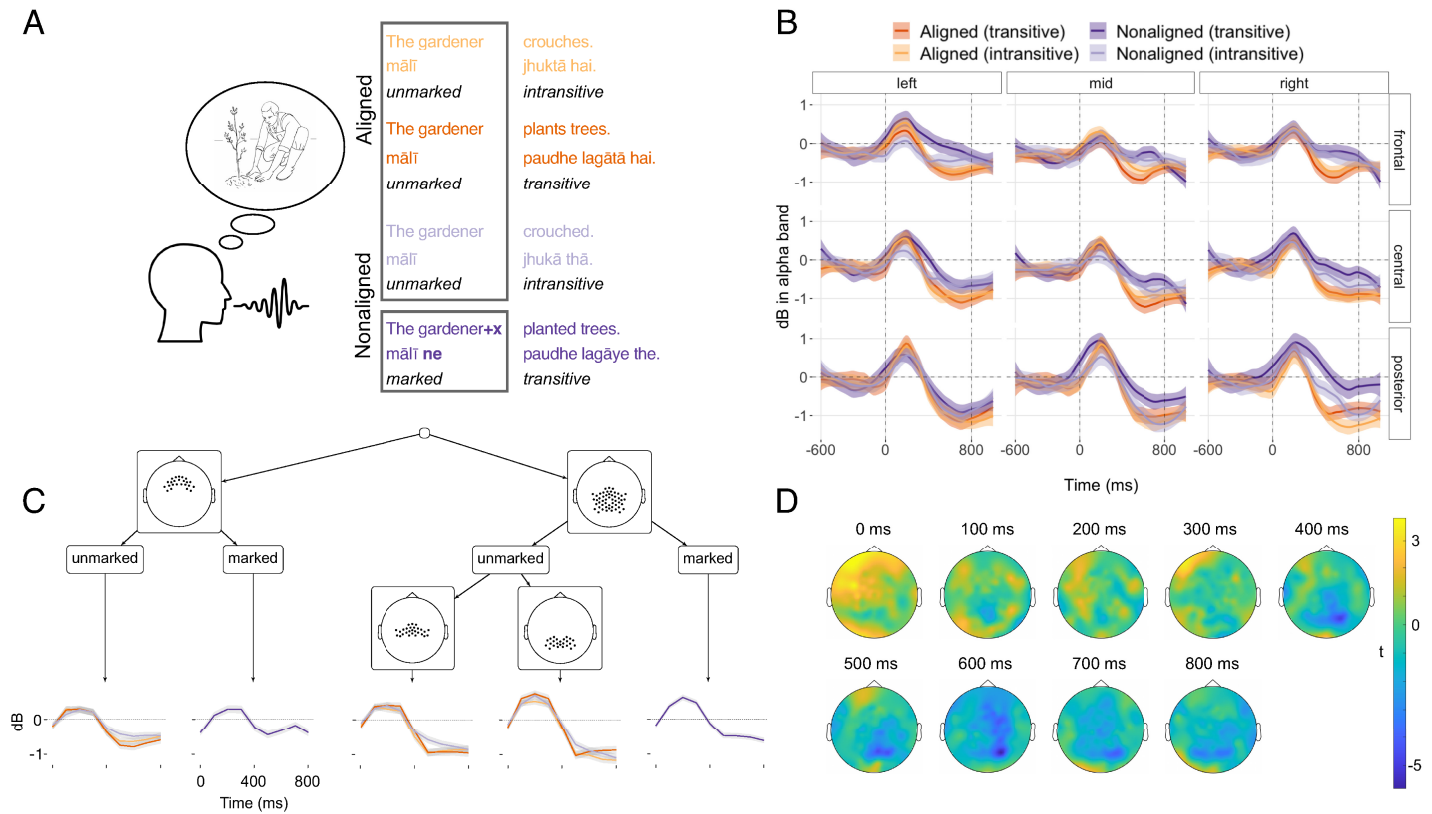 A
Aligned
The gardener crouches.
mālī jhuktā hai.
unmarked intransitive
The gardener plants trees.
mālī paudhe lagātā hai.
unmarked transitive
Nonaligned
The gardener crouched.
mālī jhukā thā.
unmarked intransitive
The gardener+x planted trees.
mālī ne paudhe lagāye the.
marked transitive
B
Aligned (transitive) Nonaligned (transitive)
Aligned (intransitive) Nonaligned (intransitive)
left mid right
dB in alpha band
1
0
-1
frontal
1
0
-1
central
1
0
-1
posterior
-600 0 800 -600 0 800 -600 0 800
Time (ms)
C
unmarked marked unmarked marked
dB
0
-1
0 400 800
Time (ms)
D
0 ms 100 ms 200 ms 300 ms 400 ms
500 ms 600 ms 700 ms 800 ms
3
0
t
-5